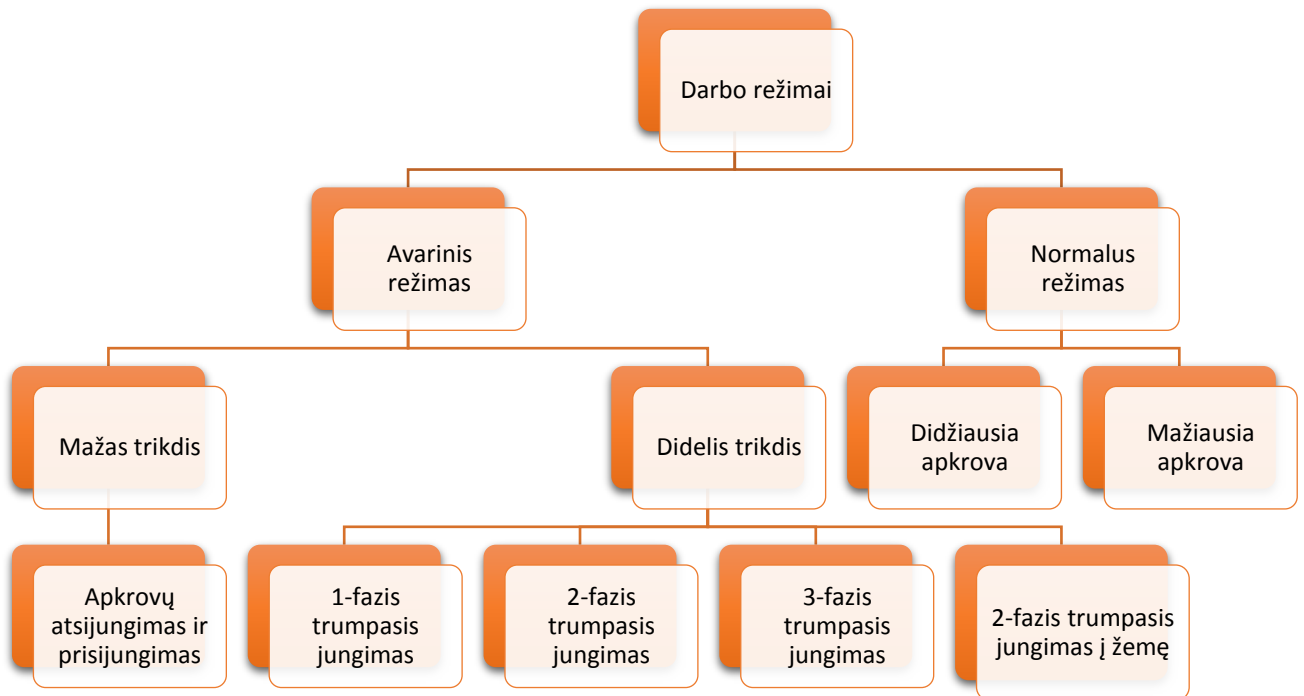 Darbo režimai
Avarinis
režimas
Normalus
režimas
Mažas trikdis
Didelis trikdis
Didžiausia
apkrova
Mažiausia
apkrova
Apkrovų
atsijungimas ir
prisijungimas
1-fazis
trumpasis
jungimas
2-fazis
trumpasis
jungimas
3-fazis
trumpasis
jungimas
2-fazis trumpasis
jungimas į žemę